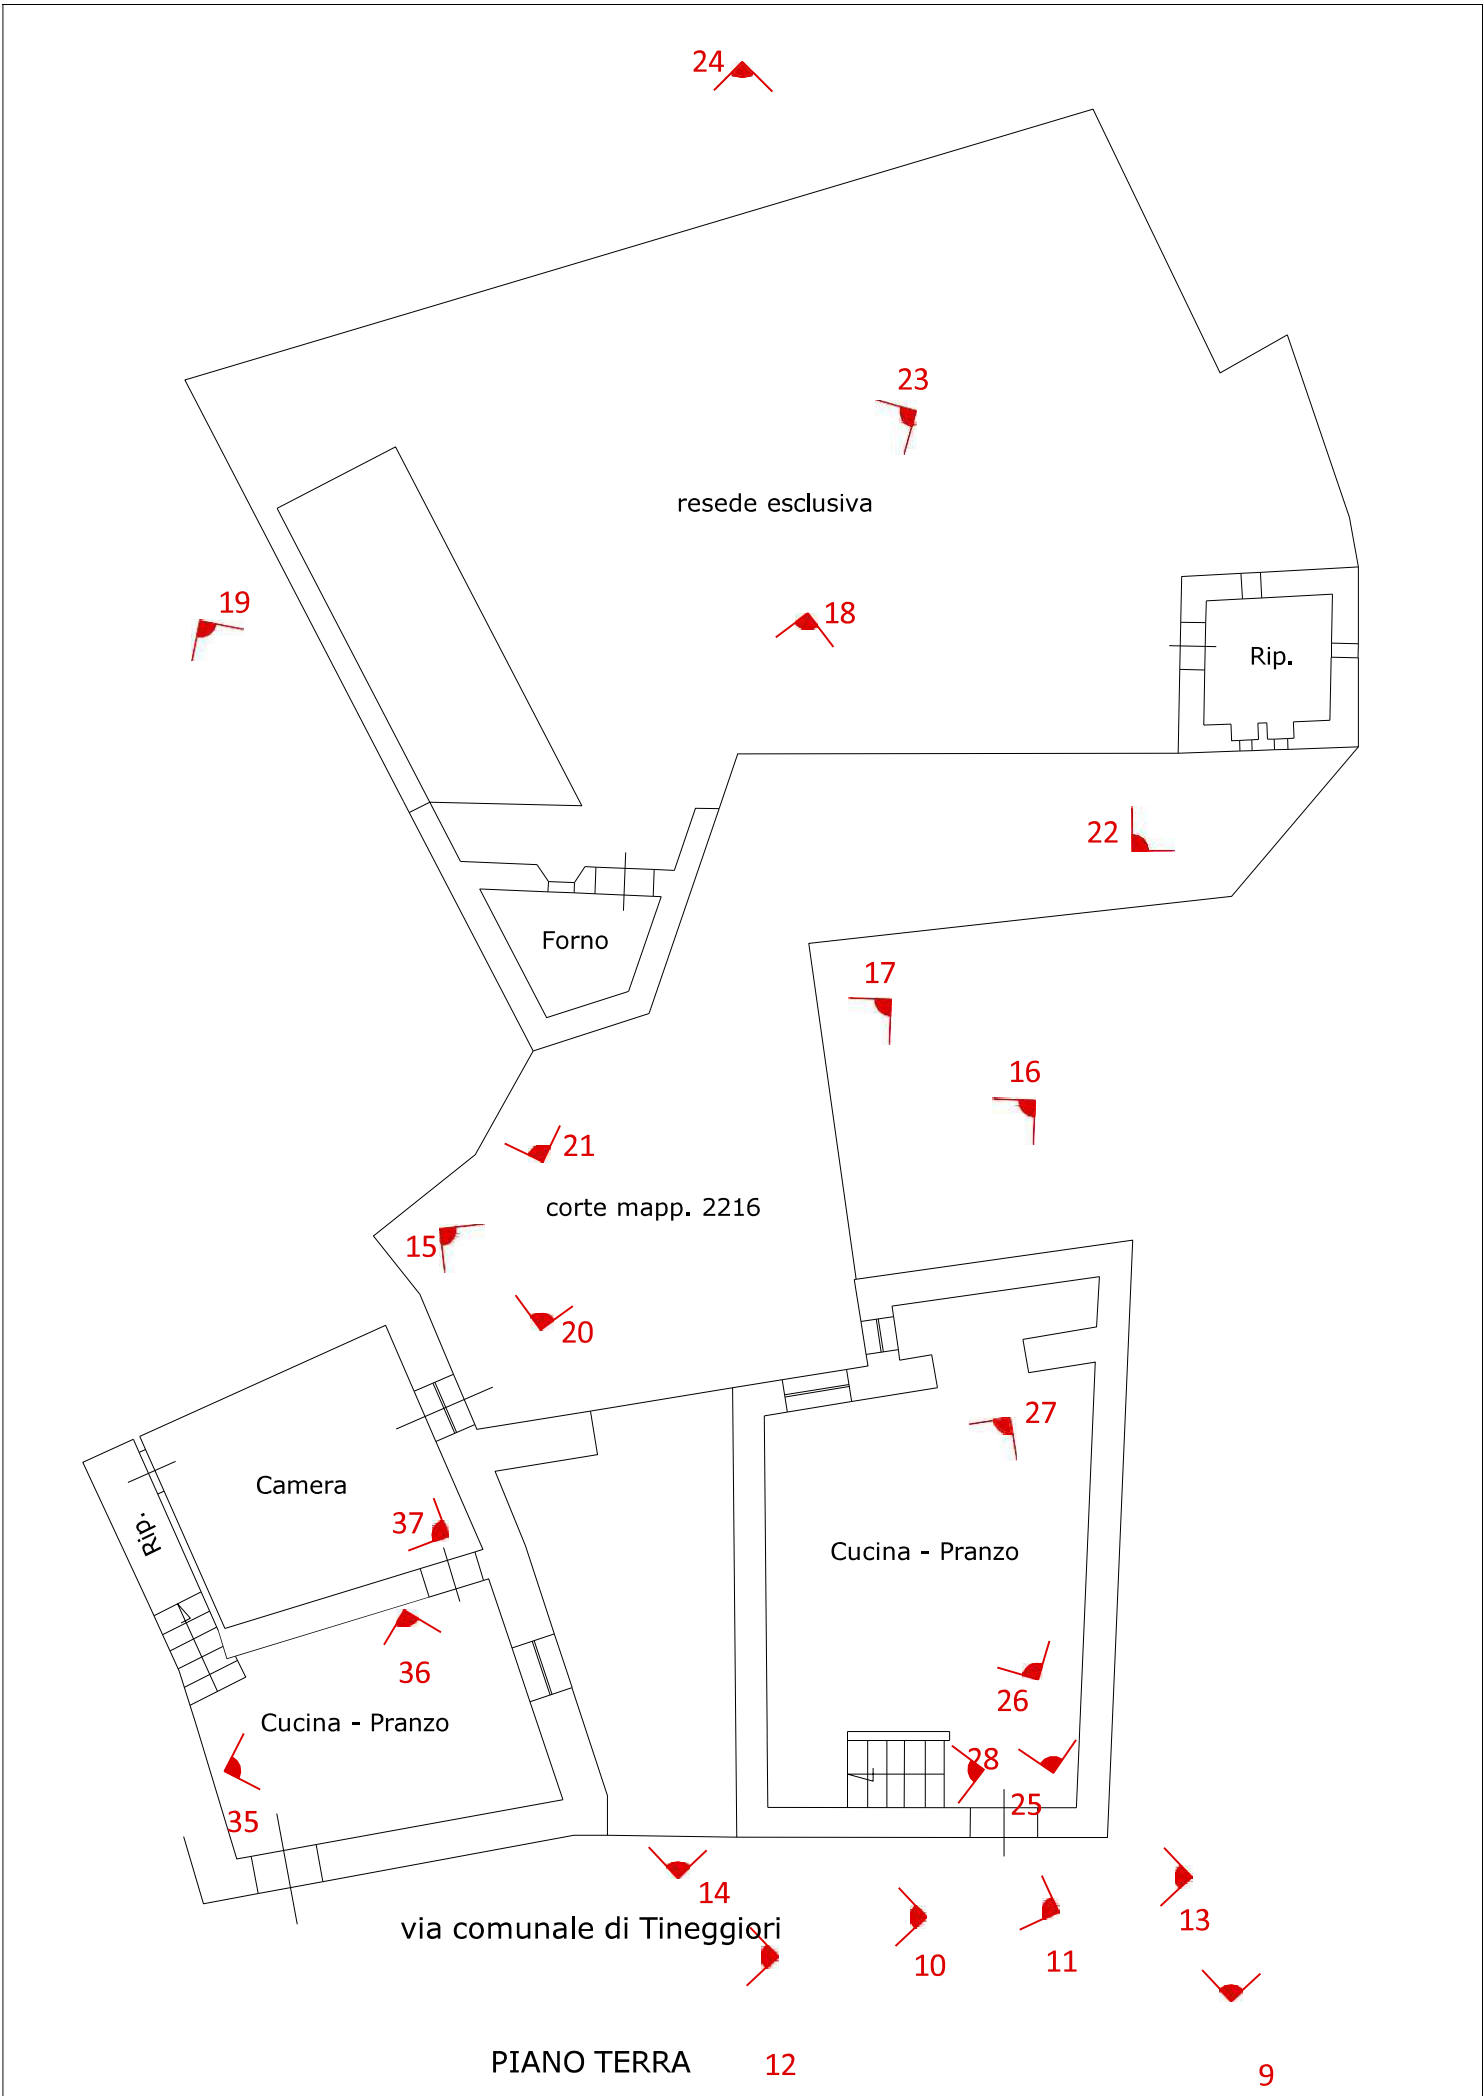 24
23
resede esclusiva
19
18
Rip.
22
Forno
17
16
21
corte mapp. 2216
15
20
27
Camera
37
Rip.
Cucina - Pranzo
36
26
Cucina - Pranzo
28
25
35
14
13
via comunale di Tineggiori
10
11
PIANO TERRA
12
9